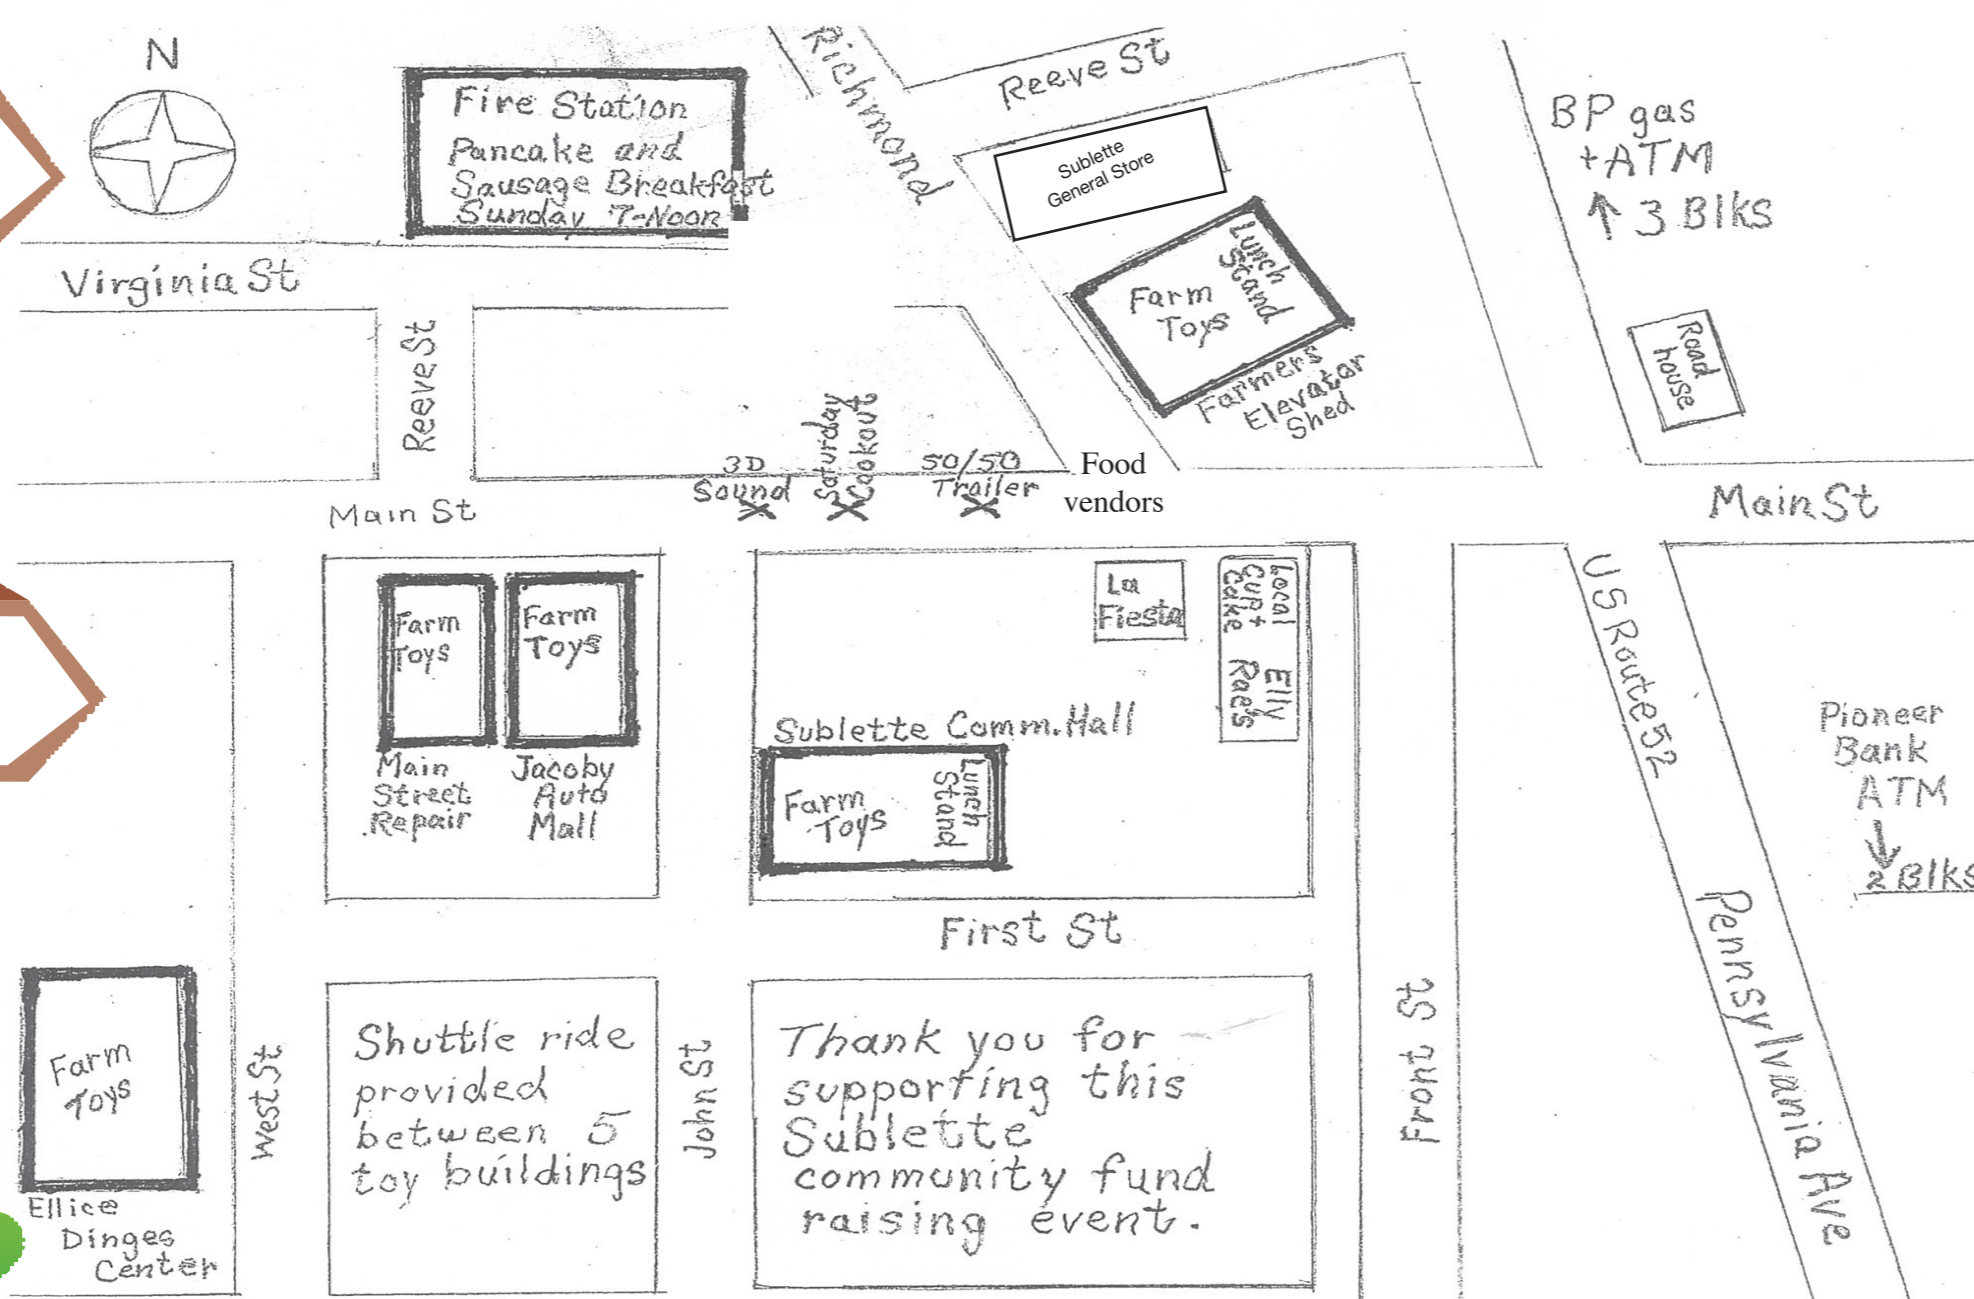 N
Fire Station
Pancake and
Sausage Breakfast
Sunday 7-Noon
Richmond
Reeve St
Sublette
General Store
BP gas
+ATM
↑ 3 Blks
Virginia St
Reeve St
Farm
Toys
Lunch
Stand
Farmers
Elevator
Shed
Road
house
3D
Sound
X
Saturday
Cookout
X
50/50
Trailer
X
Food
vendors
Main St
Main St
Farm
Toys
Main
Street
Repair
Farm
Toys
Jacoby
Auto
Mall
La
Fiesta
Local
Cup+
Cake
Elly
Rae's
Sublette Comm. Hall
Farm
Toys
Lunch
Stand
US Route 52
Pioneer
Bank
ATM
↓
2 Blks
First St
Farm
Toys
Ellice
Dinges
Center
West St
Shuttle ride
provided
between 5
toy buildings
John St
Thank you for
supporting this
Sublette
community fund
raising event.
Front St
Pennsylvania Ave